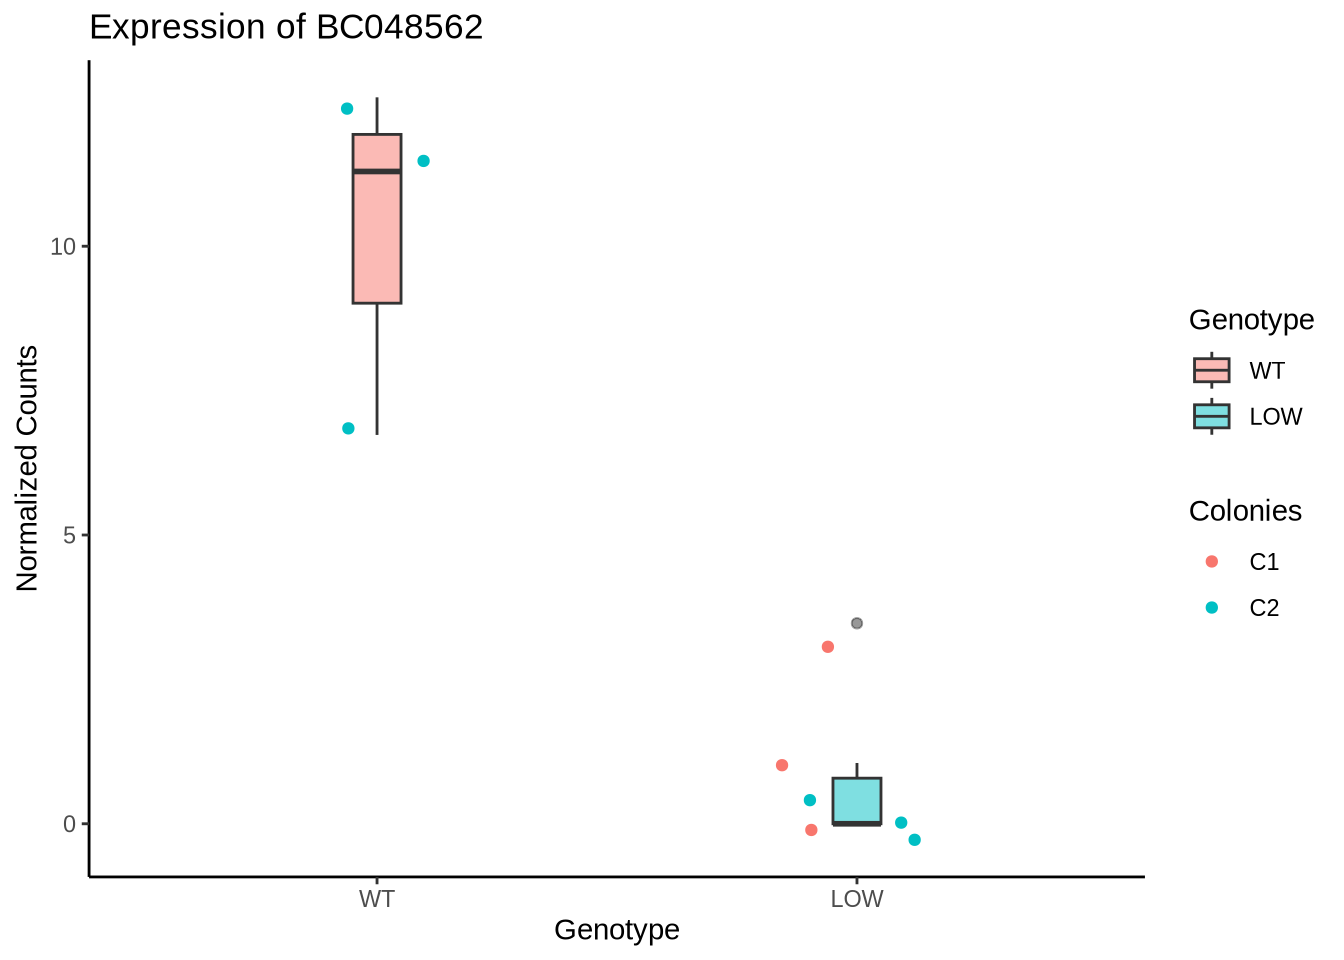 Expression of BC048562
Normalized Counts
10
5
0
WT
LOW
Genotype
Genotype
WT
LOW
Colonies
C1
C2